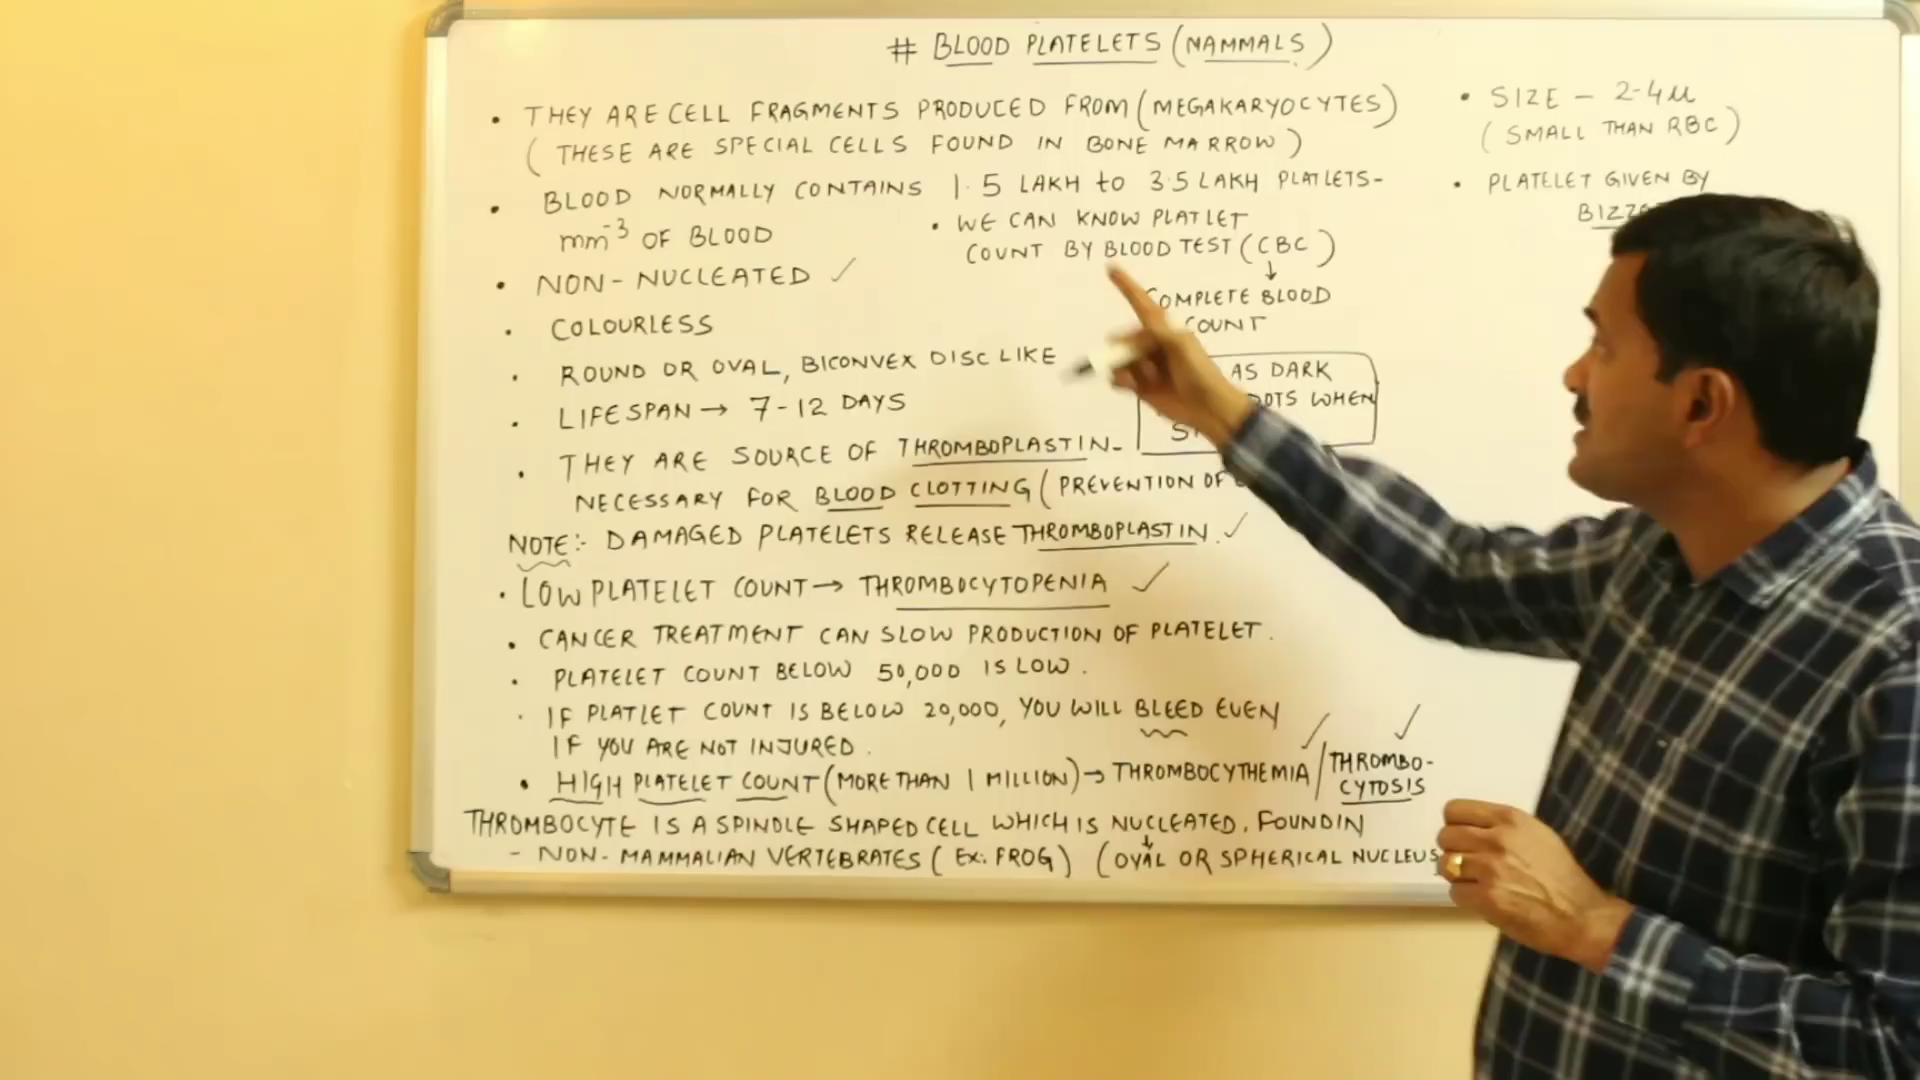 # BLOOD PLATELETS (NAMMALS)
• THEY ARE CELL FRAGMENTS PRODUCED FROM (MEGAKARYOCYTES)
(THESE ARE SPECIAL CELLS FOUND IN BONE MARROW)
• BLOOD NORMALLY CONTAINS 1.5 LAKH to 3.5 LAKH PLATLETS-
mm⁻³ OF BLOOD
• WE CAN KNOW PLATLET
COUNT BY BLOOD TEST (CBC)
↓
COMPLETE BLOOD
COUNT
• NON-NUCLEATED ✓
• COLOURLESS
• ROUND OR OVAL, BICONVEX DISC LIKE
• LIFESPAN → 7-12 DAYS
AS DARK
DOTS WHEN
• THEY ARE SOURCE OF THROMBOPLASTIN-
NECESSARY FOR BLOOD CLOTTING (PREVENTION OF
NOTE:- DAMAGED PLATELETS RELEASE THROMBOPLASTIN. ✓
• LOW PLATELET COUNT → THROMBOCYTOPENIA ✓
• CANCER TREATMENT CAN SLOW PRODUCTION OF PLATELET.
• PLATELET COUNT BELOW 50,000 IS LOW.
• IF PLATLET COUNT IS BELOW 20,000, YOU WILL BLEED EVEN
IF YOU ARE NOT INJURED.
• HIGH PLATELET COUNT (MORE THAN 1 MILLION) → THROMBOCYTHEMIA ✓ / THROMBO- ✓
CYTOSIS
THROMBOCYTE IS A SPINDLE SHAPED CELL WHICH IS NUCLEATED. FOUND IN
- NON-MAMMALIAN VERTEBRATES (EX: FROG) (OVAL OR SPHERICAL NUCLEUS
• SIZE - 2-4µ
(SMALL THAN RBC)
• PLATELET GIVEN BY